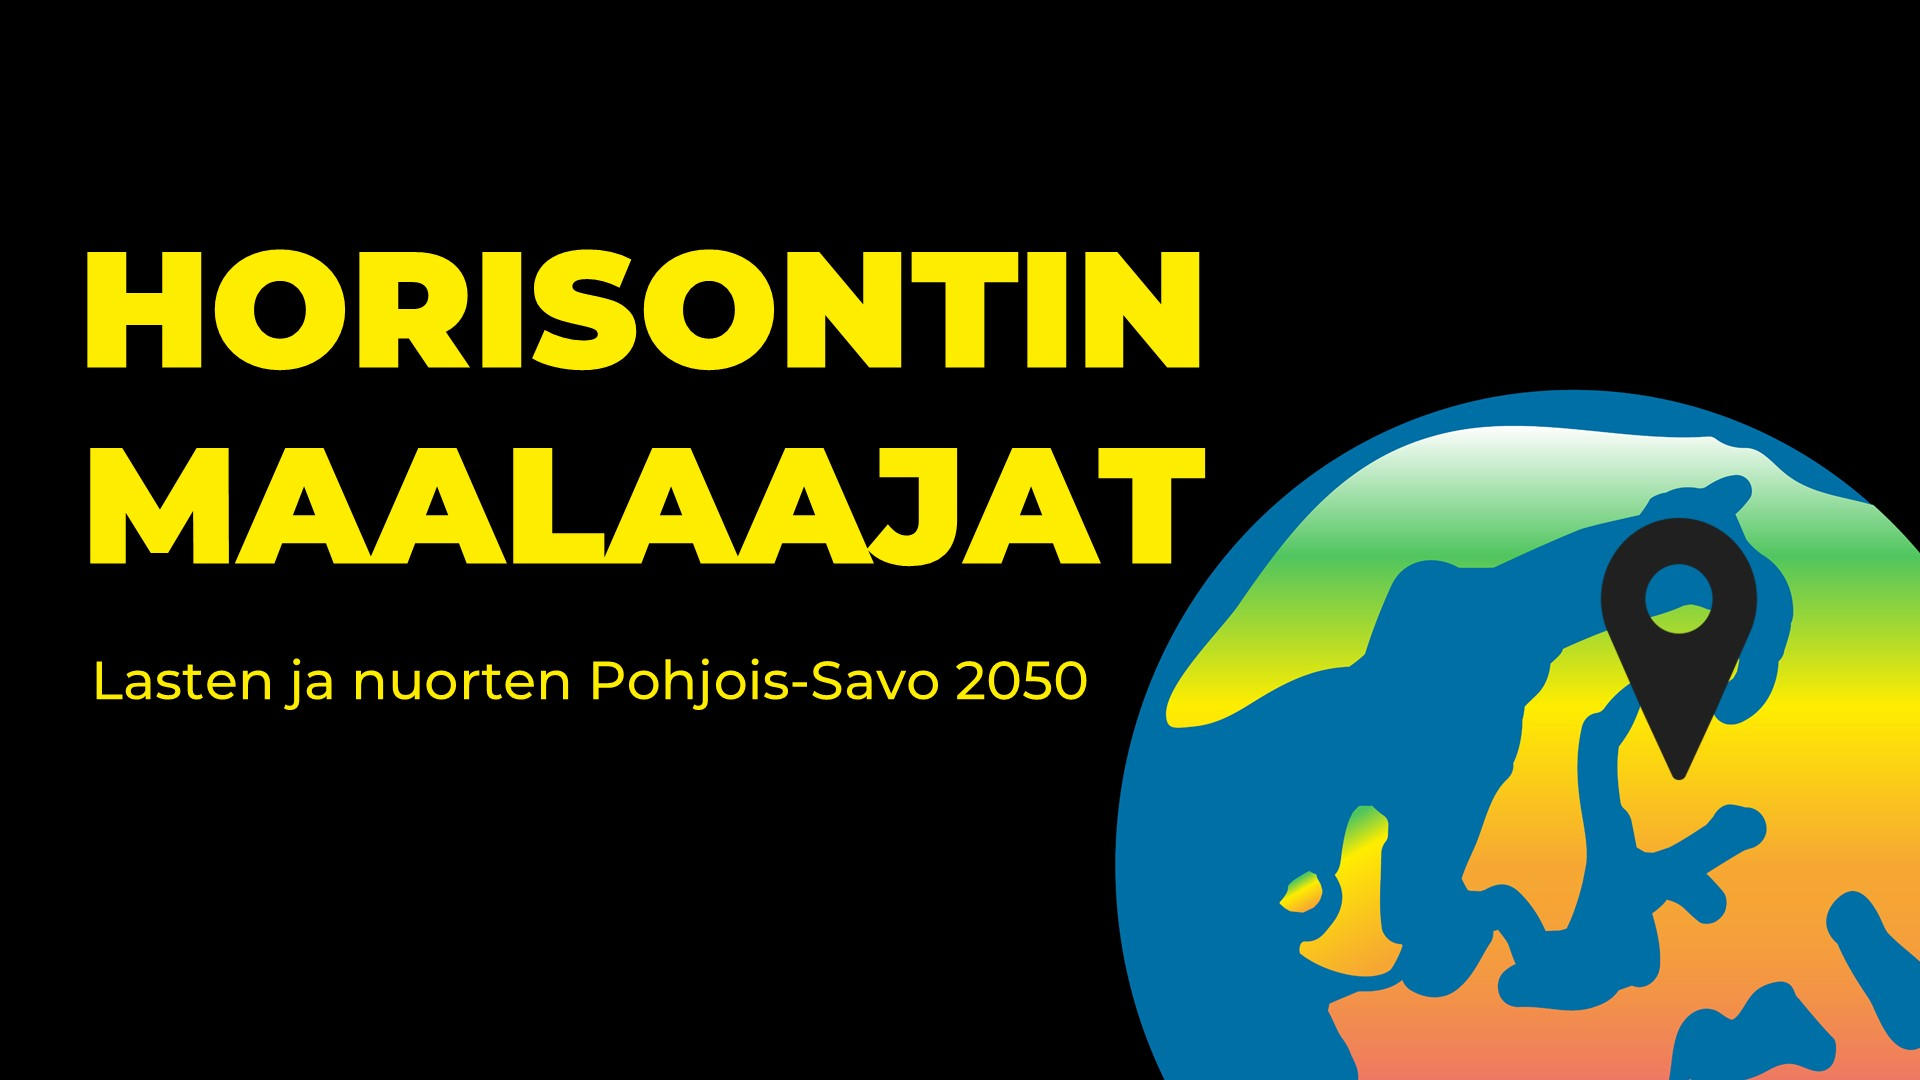 HORISONTIN
MAALAAJAT
Lasten ja nuorten Pohjois-Savo 2050